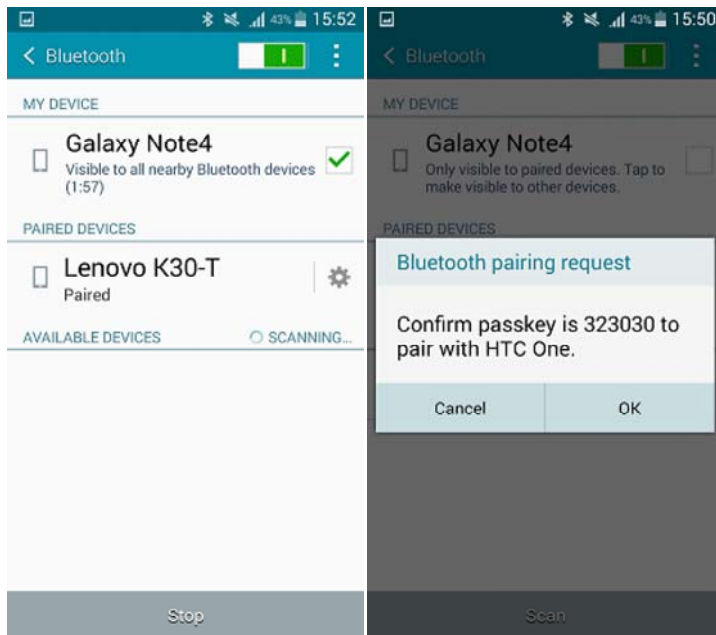 43% 15:52
Bluetooth
MY DEVICE
Galaxy Note4
Visible to all nearby Bluetooth devices
(1:57)
PAIRED DEVICES
Lenovo K30-T
Paired
AVAILABLE DEVICES SCANNING...
Stop
43% 15:50
Bluetooth
MY DEVICE
Galaxy Note4
Only visible to paired devices. Tap to
make visible to other devices.
PAIRED DEVICES
Bluetooth pairing request
Confirm passkey is 323030 to
pair with HTC One.
Cancel OK
Scan